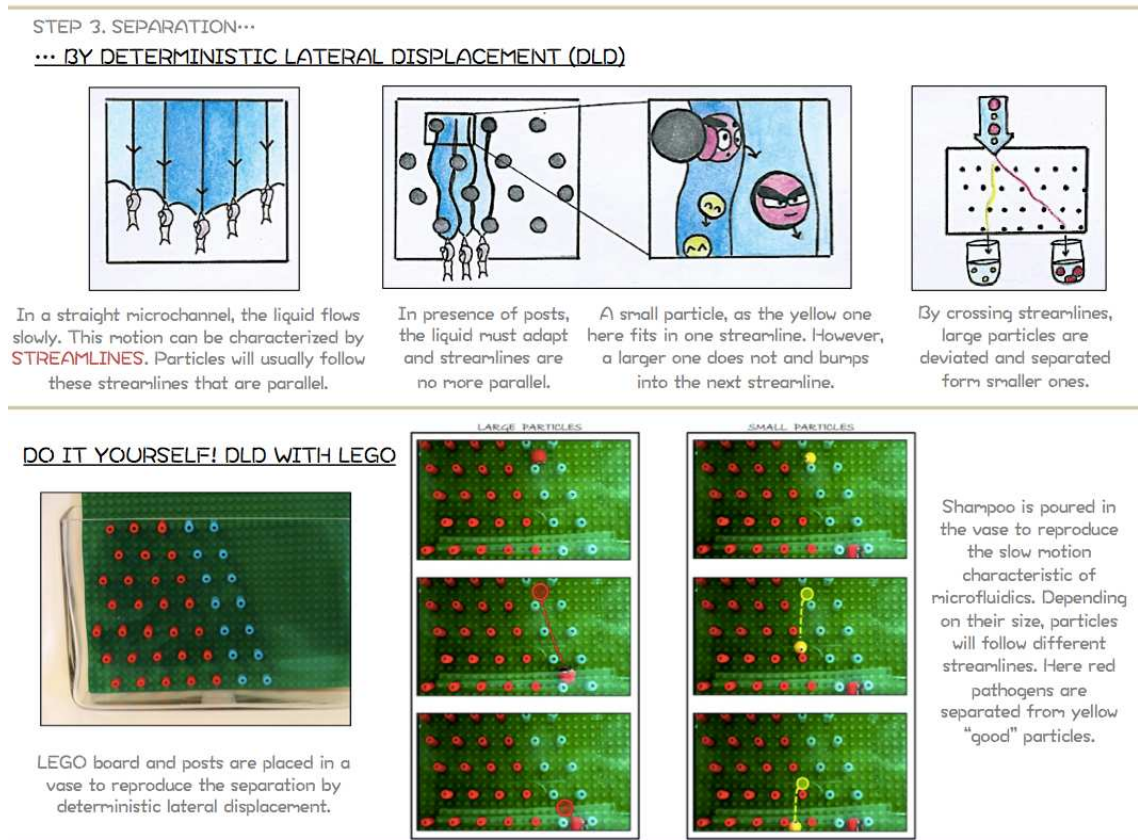 STEP 3. SEPARATION...
... BY DETERMINISTIC LATERAL DISPLACEMENT (DLD)
In a straight microchannel, the liquid flows
slowly. This motion can be characterized by
STREAMLINES. Particles will usually follow
these streamlines that are parallel.
In presence of posts,
the liquid must adapt
and streamlines are
no more parallel.
A small particle, as the yellow one
here fits in one streamline. However,
a larger one does not and bumps
into the next streamline.
By crossing streamlines,
large particles are
deviated and separated
form smaller ones.
DO IT YOURSELF! DLD WITH LEGO
LEGO board and posts are placed in a
vase to reproduce the separation by
deterministic lateral displacement.
LARGE PARTICLES
SMALL PARTICLES
Shampoo is poured in
the vase to reproduce
the slow motion
characteristic of
microfluidics. Depending
on their size, particles
will follow different
streamlines. Here red
pathogens are
separated from yellow
“good” particles.